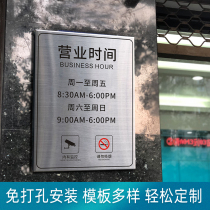 营业时间
BUSINESS HOUR
周一至周五
8:30AM-6:00PM
周六至周日
9:00AM-6:00PM
免打孔安装 模板多样 轻松定制